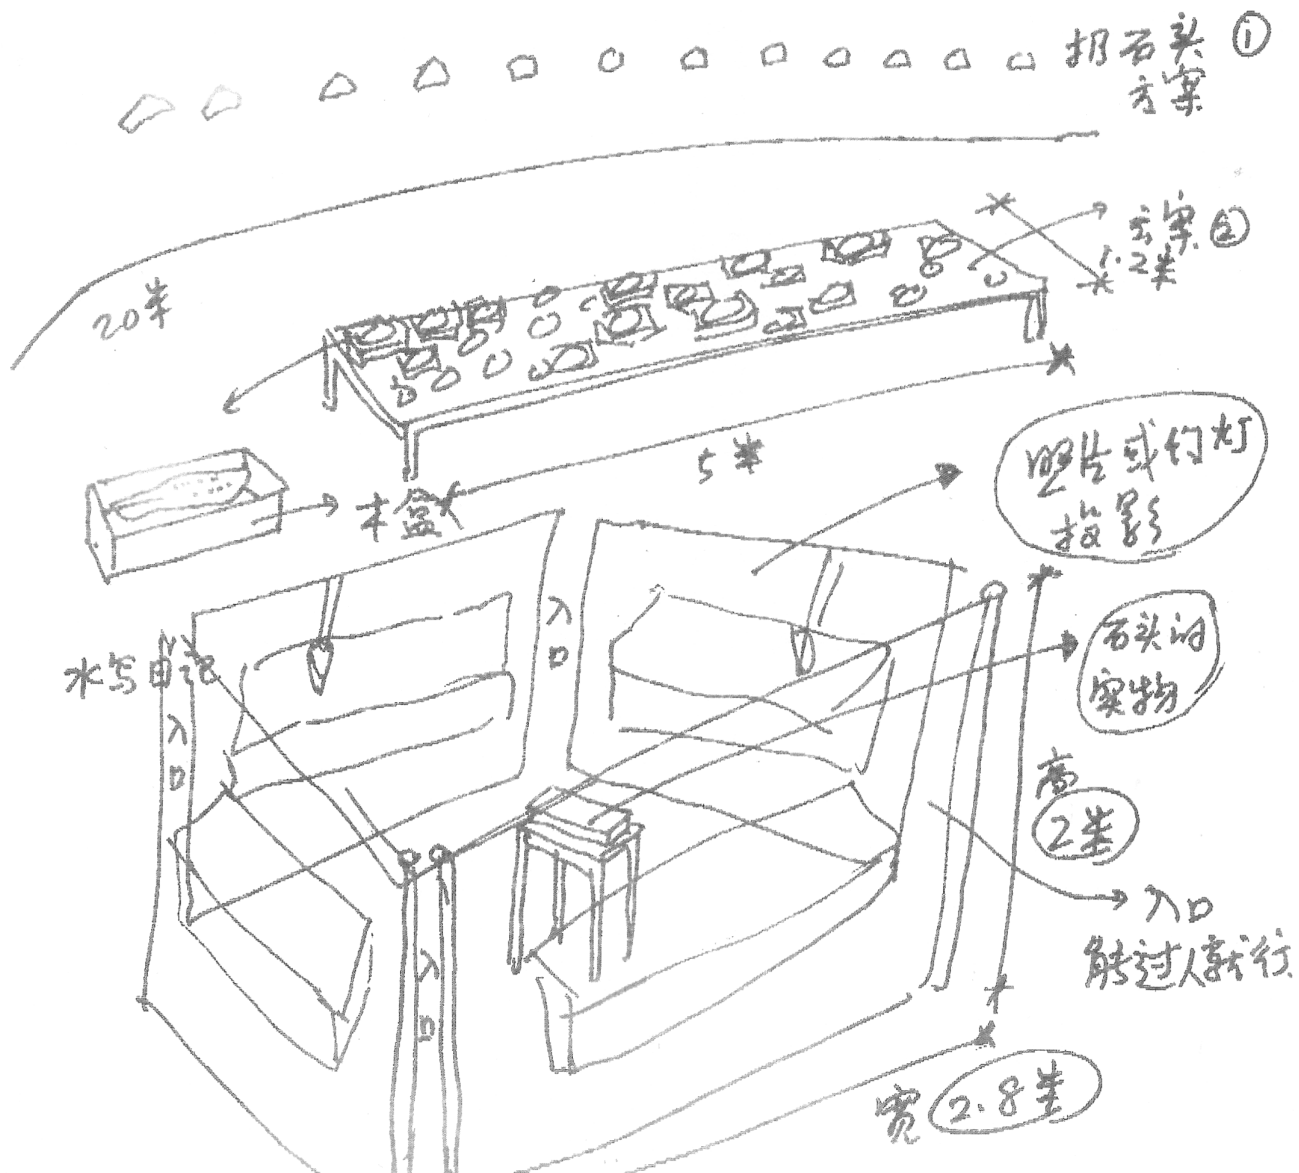 扔石头 ①
方案
20米
方案 ②
1.2米
5米
木盒
照片或幻灯
投影
入
口
水写日记
入
口
石头的
实物
高
2米
入口
能过人就行
入
口
宽 2.8米